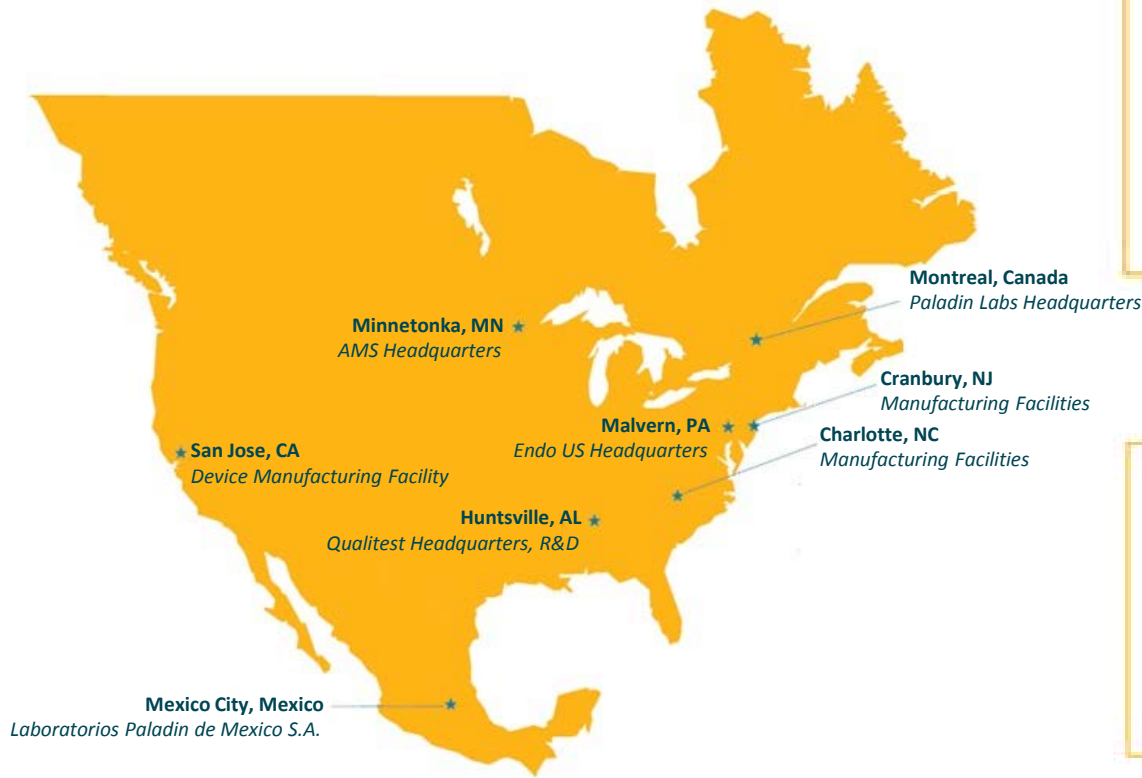 Montreal, Canada
Paladin Labs Headquarters
Minnetonka, MN
AMS Headquarters
Cranbury, NJ
Manufacturing Facilities
Malvern, PA
Endo US Headquarters
Charlotte, NC
Manufacturing Facilities
San Jose, CA
Device Manufacturing Facility
Huntsville, AL
Qualitest Headquarters, R&D
Mexico City, Mexico
Laboratorios Paladin de Mexico S.A.